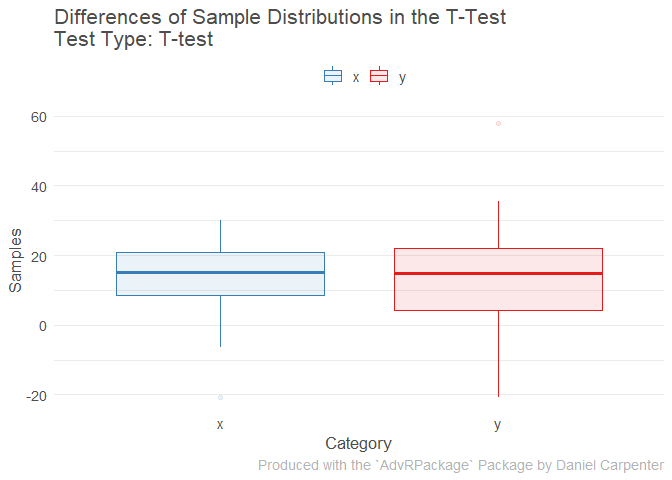 Differences of Sample Distributions in the T-Test
Test Type: T-test
x y
60
40
20
0
-20
Samples
x y
Category
Produced with the `AdvRPackage` Package by Daniel Carpenter